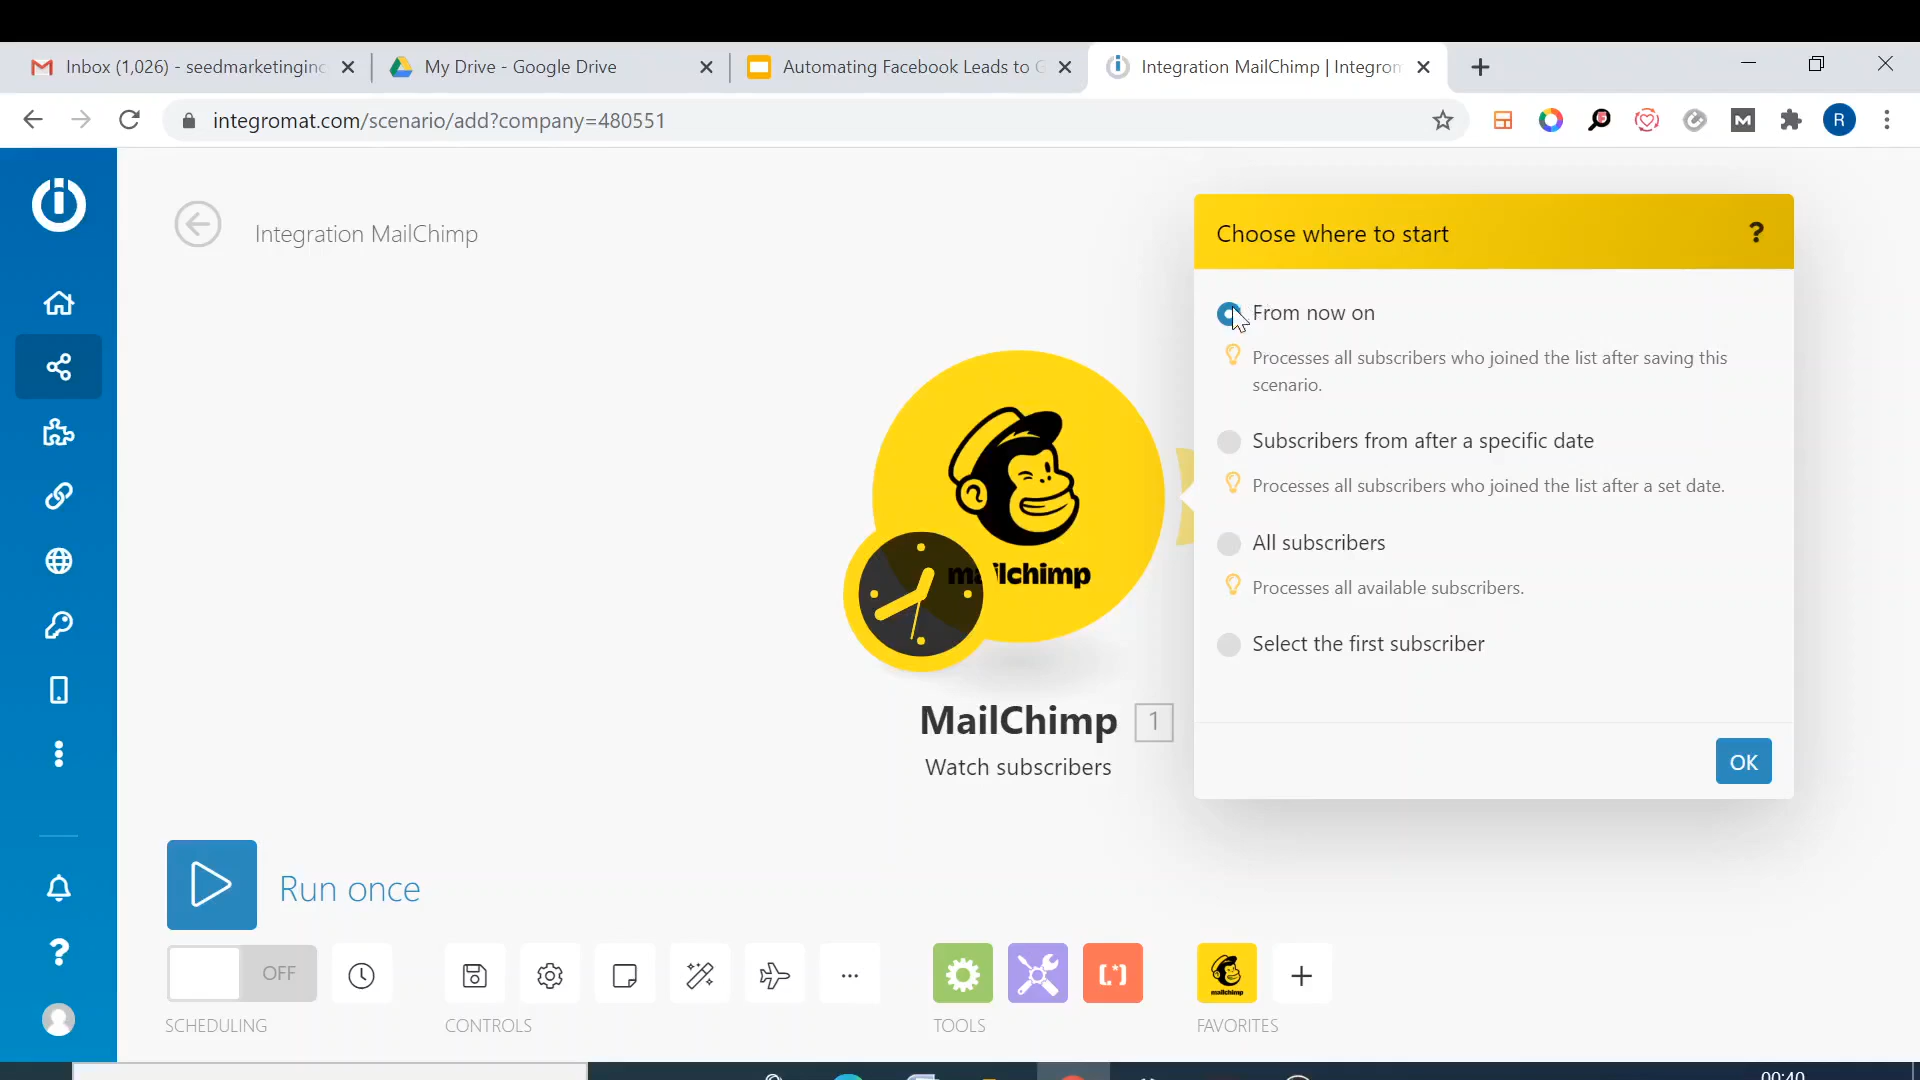 Inbox (1,026) - seedmarketinginc
My Drive - Google Drive
Automating Facebook Leads to G
Integration MailChimp | Integrom
integromat.com/scenario/add?company=480551
R
Integration MailChimp
Choose where to start
?
From now on
Processes all subscribers who joined the list after saving this
scenario.
Subscribers from after a specific date
Processes all subscribers who joined the list after a set date.
All subscribers
Processes all available subscribers.
Select the first subscriber
OK
mailchimp
MailChimp 1
Watch subscribers
Run once
OFF
SCHEDULING
CONTROLS
TOOLS
mailchimp
FAVORITES
00:40